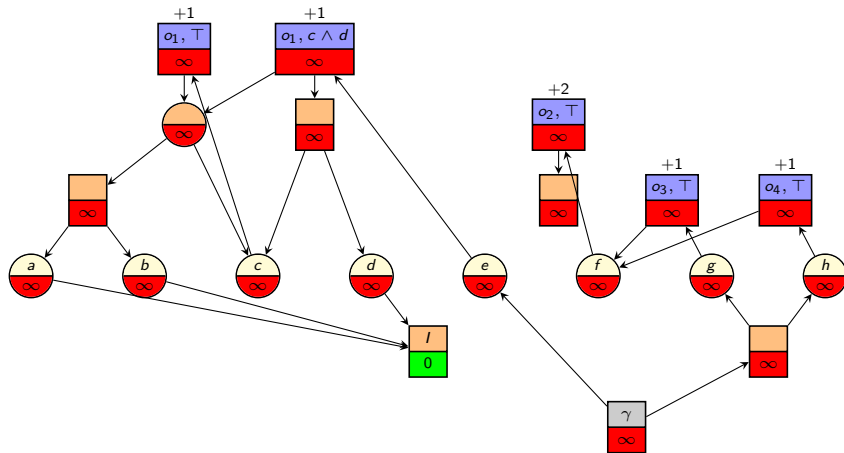 +1 +1
o₁, ⊤ o₁, c ∧ d
∞ ∞
+2
o₂, ⊤
∞ ∞ ∞
+1 +1
o₃, ⊤ o₄, ⊤
∞ ∞ ∞ ∞
a b c d e f g h
∞ ∞ ∞ ∞ ∞ ∞ ∞ ∞
I
0 ∞
γ
∞